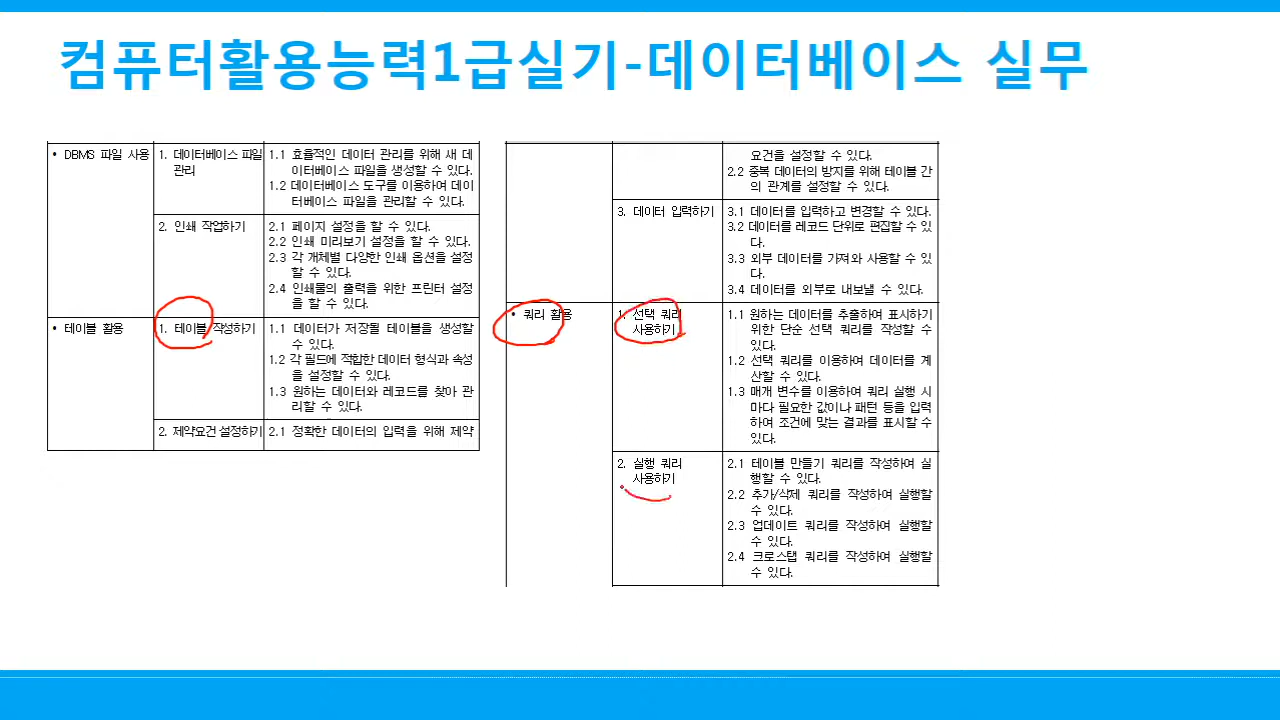 컴퓨터활용능력1급실기-데이터베이스 실무
• DBMS 파일 사용
1. 데이터베이스 파일
관리
1.1 효율적인 데이터 관리를 위해 새 데
이터베이스 파일을 생성할 수 있다.
1.2 데이터베이스 도구를 이용하여 데이
터베이스 파일을 관리할 수 있다.
2. 인쇄 작업하기
2.1 페이지 설정을 할 수 있다.
2.2 인쇄 미리보기 설정을 할 수 있다.
2.3 각 개체별 다양한 인쇄 옵션을 설정
할 수 있다.
2.4 인쇄물의 출력을 위한 프린터 설정
을 할 수 있다.
• 테이블 활용
1. 테이블 작성하기
1.1 데이터가 저장될 테이블을 생성할
수 있다.
1.2 각 필드에 적합한 데이터 형식과 속성
을 설정할 수 있다.
1.3 원하는 데이터와 레코드를 찾아 관
리할 수 있다.
2. 제약요건 설정하기
2.1 정확한 데이터의 입력을 위해 제약
요건을 설정할 수 있다.
2.2 중복 데이터의 방지를 위해 테이블 간
의 관계를 설정할 수 있다.
3. 데이터 입력하기
3.1 데이터를 입력하고 변경할 수 있다.
3.2 데이터를 레코드 단위로 편집할 수 있
다.
3.3 외부 데이터를 가져와 사용할 수 있
다.
3.4 데이터를 외부로 내보낼 수 있다.
• 쿼리 활용
1. 선택 쿼리
사용하기
1.1 원하는 데이터를 추출하여 표시하기
위한 단순 선택 쿼리를 작성할 수
있다.
1.2 선택 쿼리를 이용하여 데이터를 계
산할 수 있다.
1.3 매개 변수를 이용하여 쿼리 실행 시
마다 필요한 값이나 패턴 등을 입력
하여 조건에 맞는 결과를 표시할 수
있다.
2. 실행 쿼리
사용하기
2.1 테이블 만들기 쿼리를 작성하여 실
행할 수 있다.
2.2 추가/삭제 쿼리를 작성하여 실행할
수 있다.
2.3 업데이트 쿼리를 작성하여 실행할
수 있다.
2.4 크로스탭 쿼리를 작성하여 실행할
수 있다.